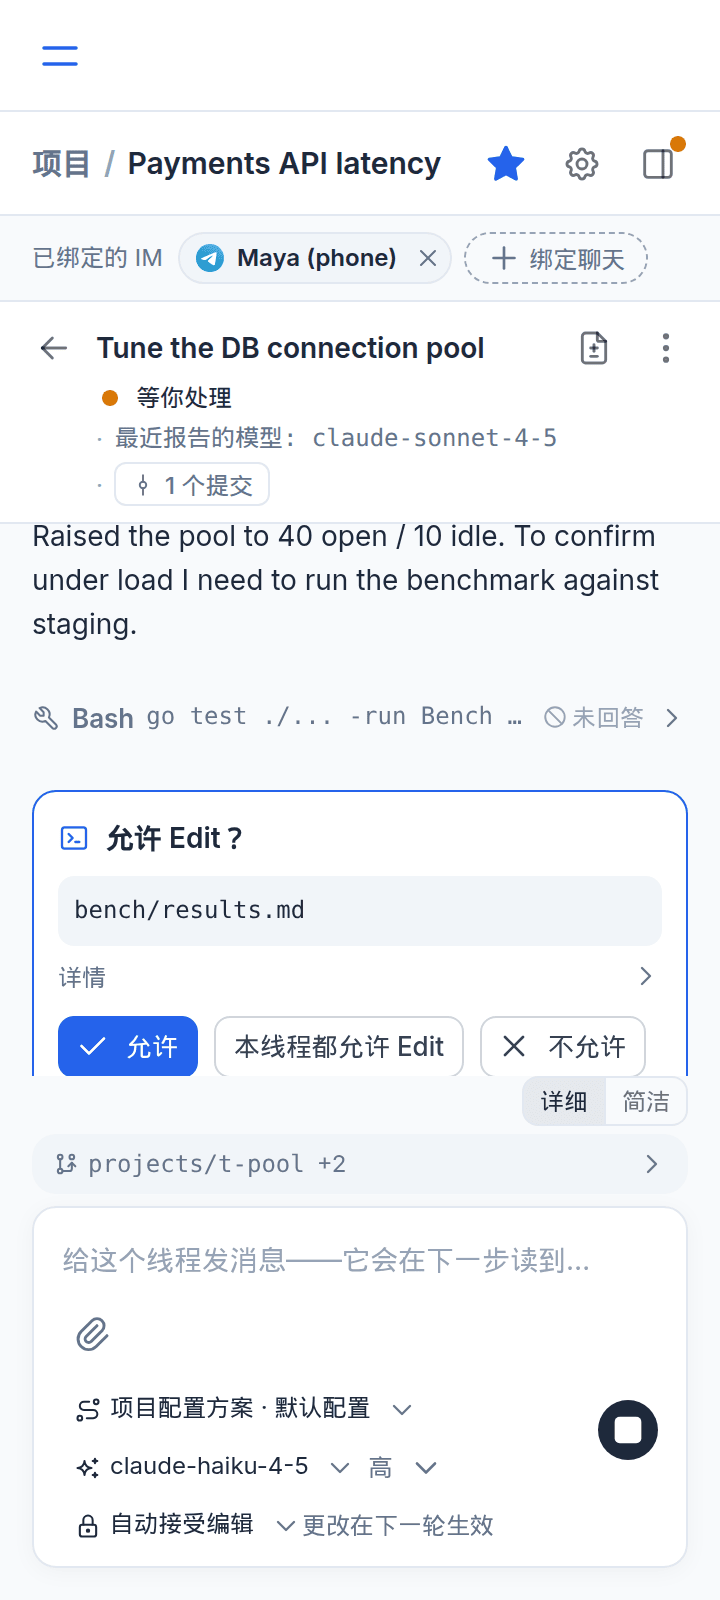 项目 / Payments API latency
已绑定的 IM Maya (phone) 绑定聊天
Tune the DB connection pool
等你处理
· 最近报告的模型: claude-sonnet-4-5
· 1 个提交
Raised the pool to 40 open / 10 idle. To confirm
under load I need to run the benchmark against
staging.
Bash go test ./... -run Bench … 未回答
允许 Edit？
bench/results.md
详情
允许 本线程都允许 Edit 不允许
详细 简洁
projects/t-pool +2
给这个线程发消息——它会在下一步读到...
项目配置方案 · 默认配置
claude-haiku-4-5 高
自动接受编辑 更改在下一轮生效